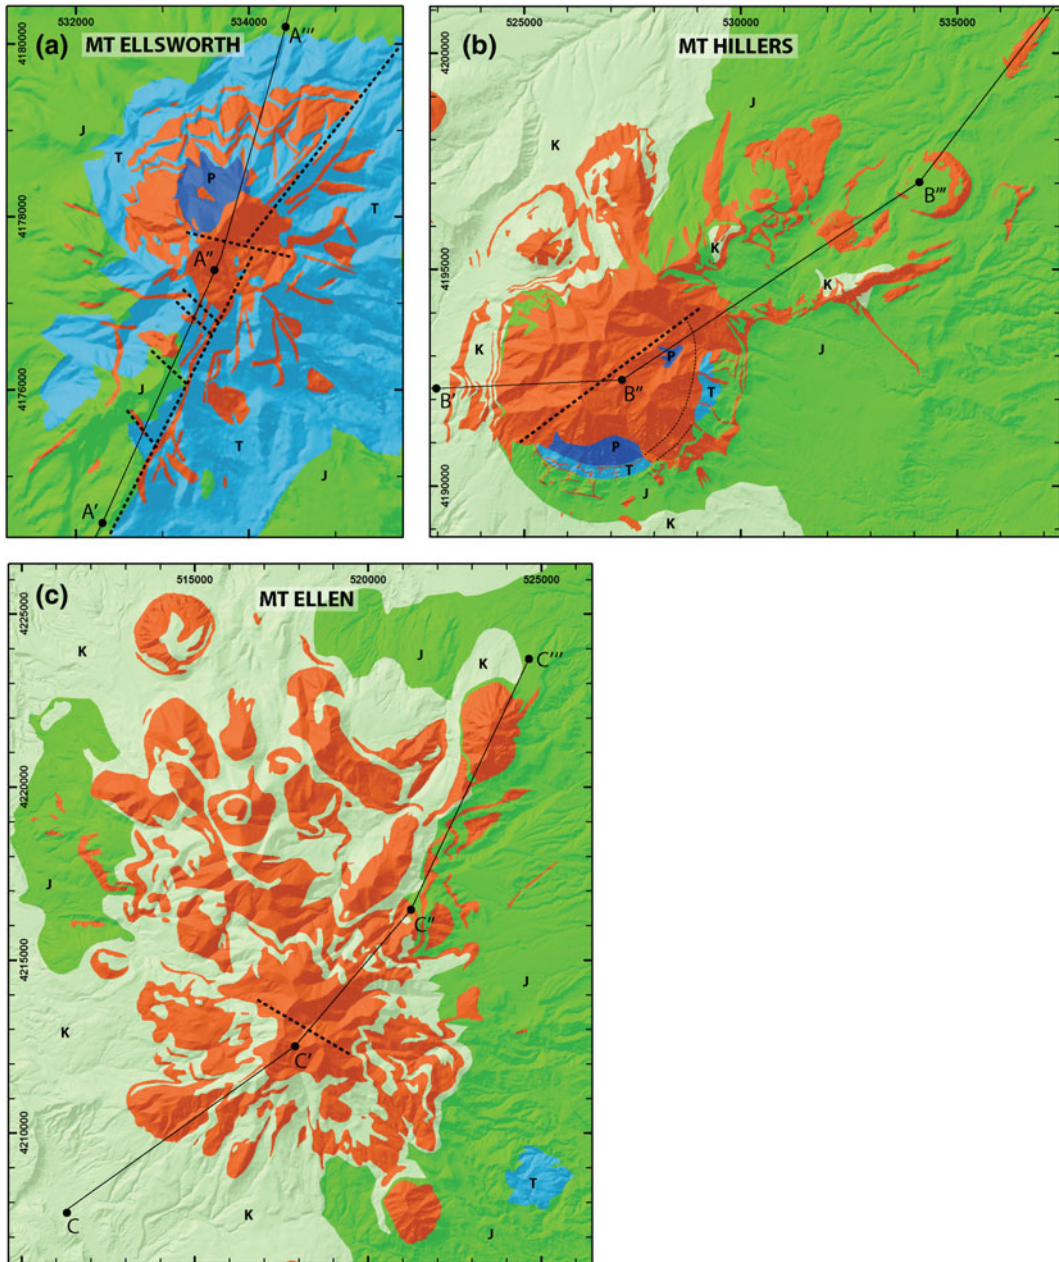 (a)
MT ELLSWORTH
532000
534000
A'''
4180000
J
T
P
T
4178000
A''
4176000
J
T
J
A'
(b)
MT HILLERS
525000
530000
535000
4200000
J
K
B'''
K
4195000
K
K
J
P
B'
B''
T
P
T
4190000
J
K
(c)
MT ELLEN
515000
520000
525000
4225000
K
J
K
C'''
4220000
J
C''
4215000
J
K
C'
4210000
T
C
K
J